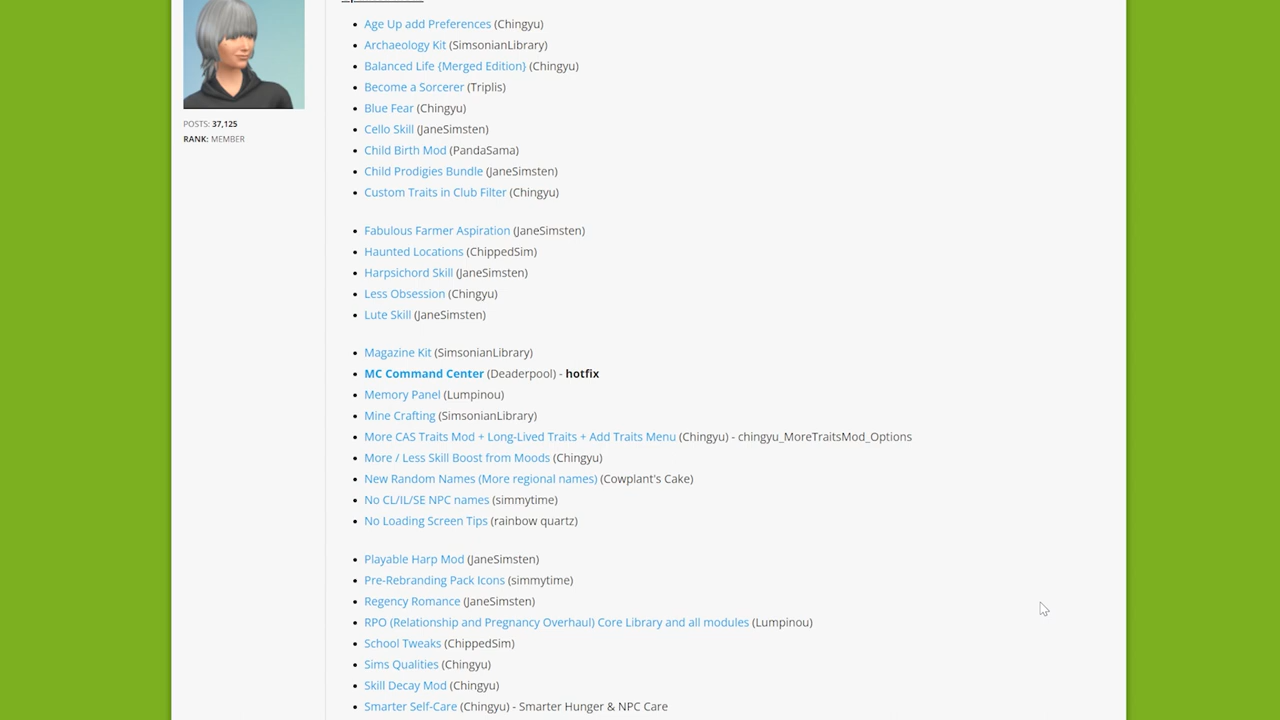 POSTS: 37,125
RANK: MEMBER
Age Up add Preferences (Chingyu)
Archaeology Kit (SimsonianLibrary)
Balanced Life {Merged Edition} (Chingyu)
Become a Sorcerer (Triplis)
Blue Fear (Chingyu)
Cello Skill (JaneSimsten)
Child Birth Mod (PandaSama)
Child Prodigies Bundle (JaneSimsten)
Custom Traits in Club Filter (Chingyu)
Fabulous Farmer Aspiration (JaneSimsten)
Haunted Locations (ChippedSim)
Harpsichord Skill (JaneSimsten)
Less Obsession (Chingyu)
Lute Skill (JaneSimsten)
Magazine Kit (SimsonianLibrary)
MC Command Center (Deaderpool) - hotfix
Memory Panel (Lumpinou)
Mine Crafting (SimsonianLibrary)
More CAS Traits Mod + Long-Lived Traits + Add Traits Menu (Chingyu) - chingyu_MoreTraitsMod_Options
More / Less Skill Boost from Moods (Chingyu)
New Random Names (More regional names) (Cowplant's Cake)
No CL/IL/SE NPC names (simmytime)
No Loading Screen Tips (rainbow quartz)
Playable Harp Mod (JaneSimsten)
Pre-Rebranding Pack Icons (simmytime)
Regency Romance (JaneSimsten)
RPO (Relationship and Pregnancy Overhaul) Core Library and all modules (Lumpinou)
School Tweaks (ChippedSim)
Sims Qualities (Chingyu)
Skill Decay Mod (Chingyu)
Smarter Self-Care (Chingyu) - Smarter Hunger & NPC Care